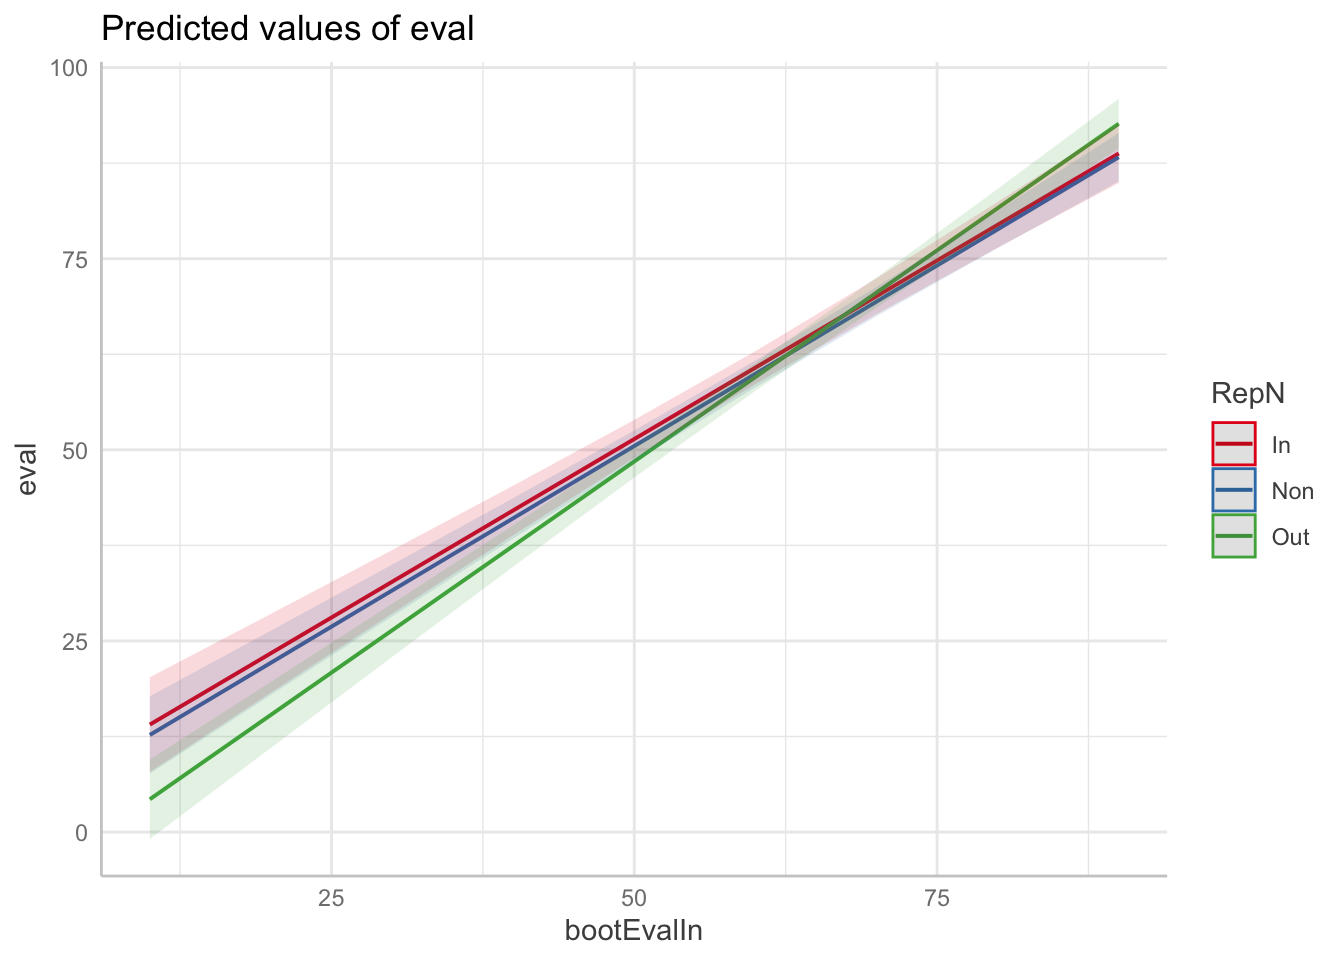 Predicted values of eval
100
75
50
25
0
eval
25
50
75
bootEvalIn
RepN
In
Non
Out